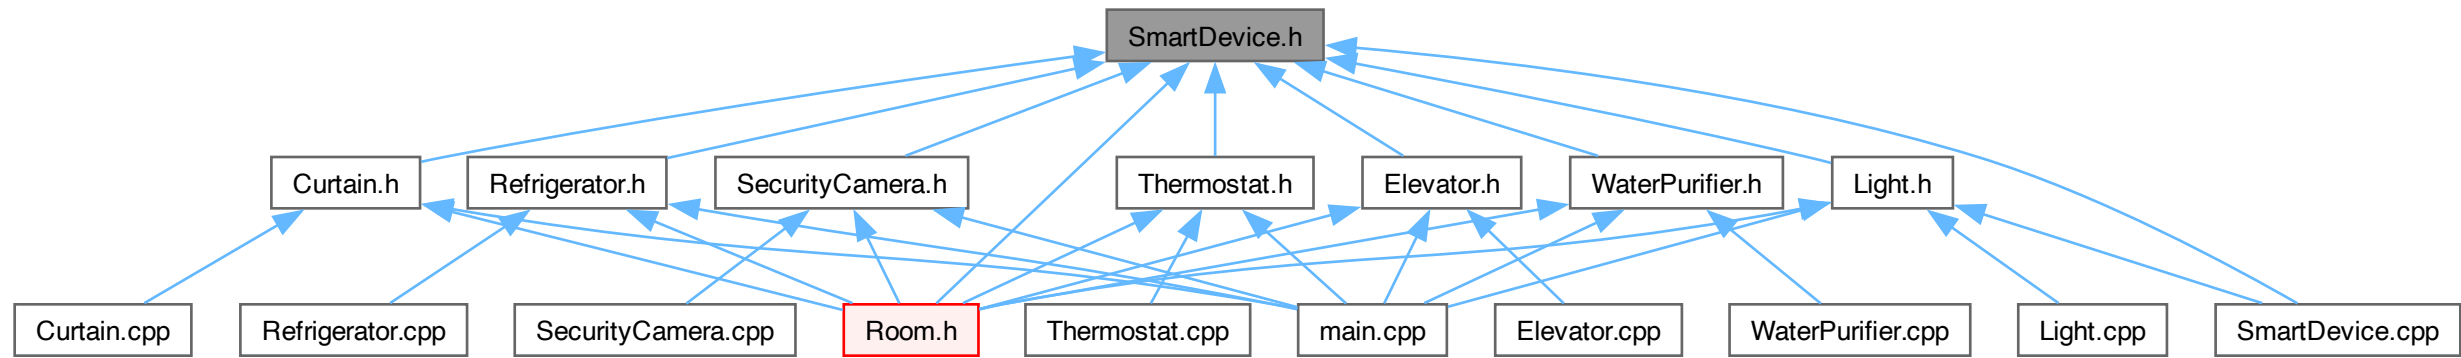 SmartDevice.h
Curtain.h
Refrigerator.h
SecurityCamera.h
Thermostat.h
Elevator.h
WaterPurifier.h
Light.h
Curtain.cpp
Refrigerator.cpp
SecurityCamera.cpp
Room.h
Thermostat.cpp
main.cpp
Elevator.cpp
WaterPurifier.cpp
Light.cpp
SmartDevice.cpp